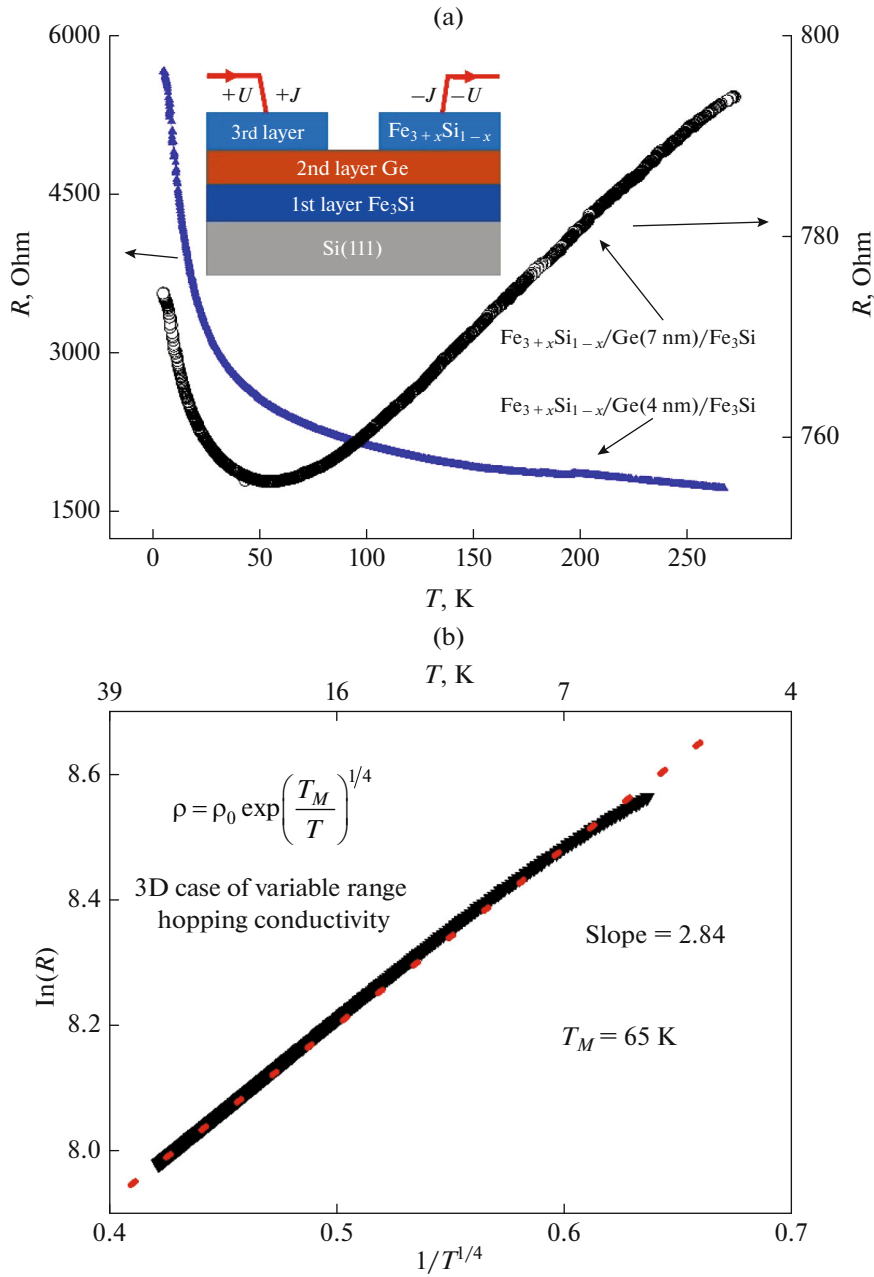 (a)
6000
4500
3000
1500
R, Ohm
800
780
760
R, Ohm
+U +J −J −U
3rd layer Fe₃₊ₓSi₁₋ₓ
2nd layer Ge
1st layer Fe₃Si
Si(111)
Fe₃₊ₓSi₁₋ₓ/Ge(7 nm)/Fe₃Si
Fe₃₊ₓSi₁₋ₓ/Ge(4 nm)/Fe₃Si
0 50 100 150 200 250
T, K
(b)
T, K
39 16 7 4
8.6
8.4
8.2
8.0
In(R)
ρ = ρ₀ exp(T_M/T)^1/4
3D case of variable range
hopping conductivity
Slope = 2.84
T_M = 65 K
0.4 0.5 0.6 0.7
1/T^1/4